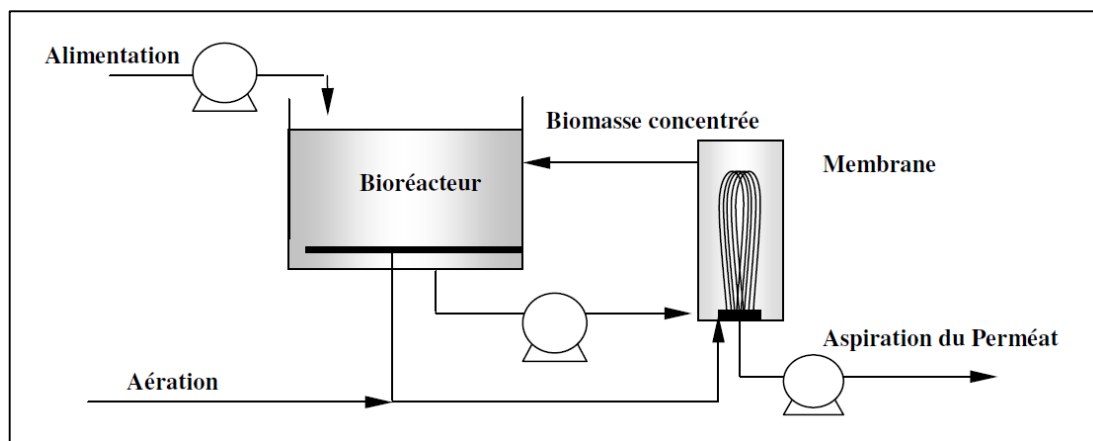 Alimentation
Biomasse concentrée
Membrane
Bioréacteur
Aspiration du Perméat
Aération